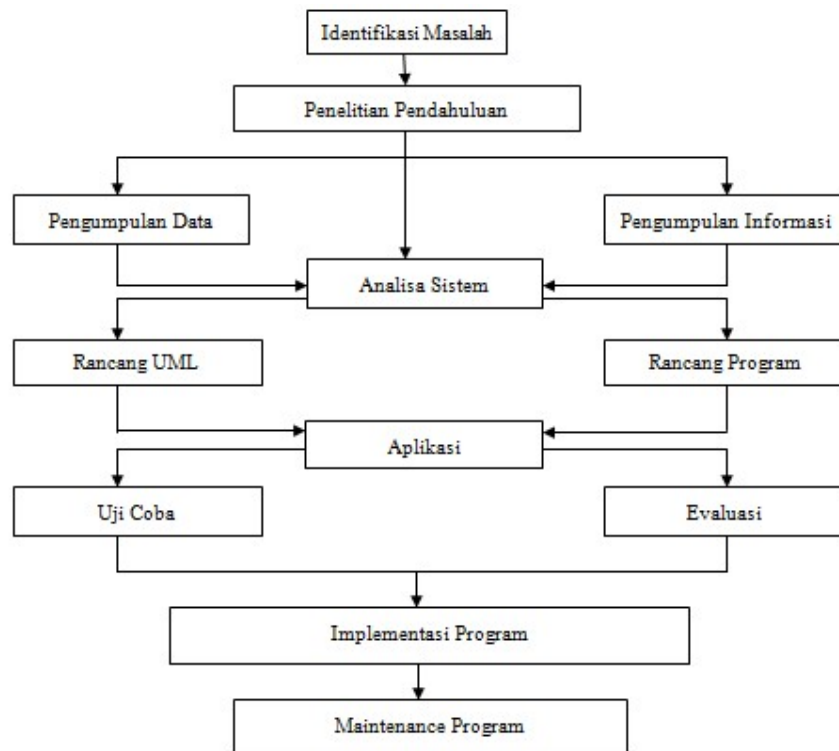 Identifikasi Masalah
Penelitian Pendahuluan
Pengumpulan Data
Pengumpulan Informasi
Analisa Sistem
Rancang UML
Rancang Program
Aplikasi
Uji Coba
Evaluasi
Implementasi Program
Maintenance Program